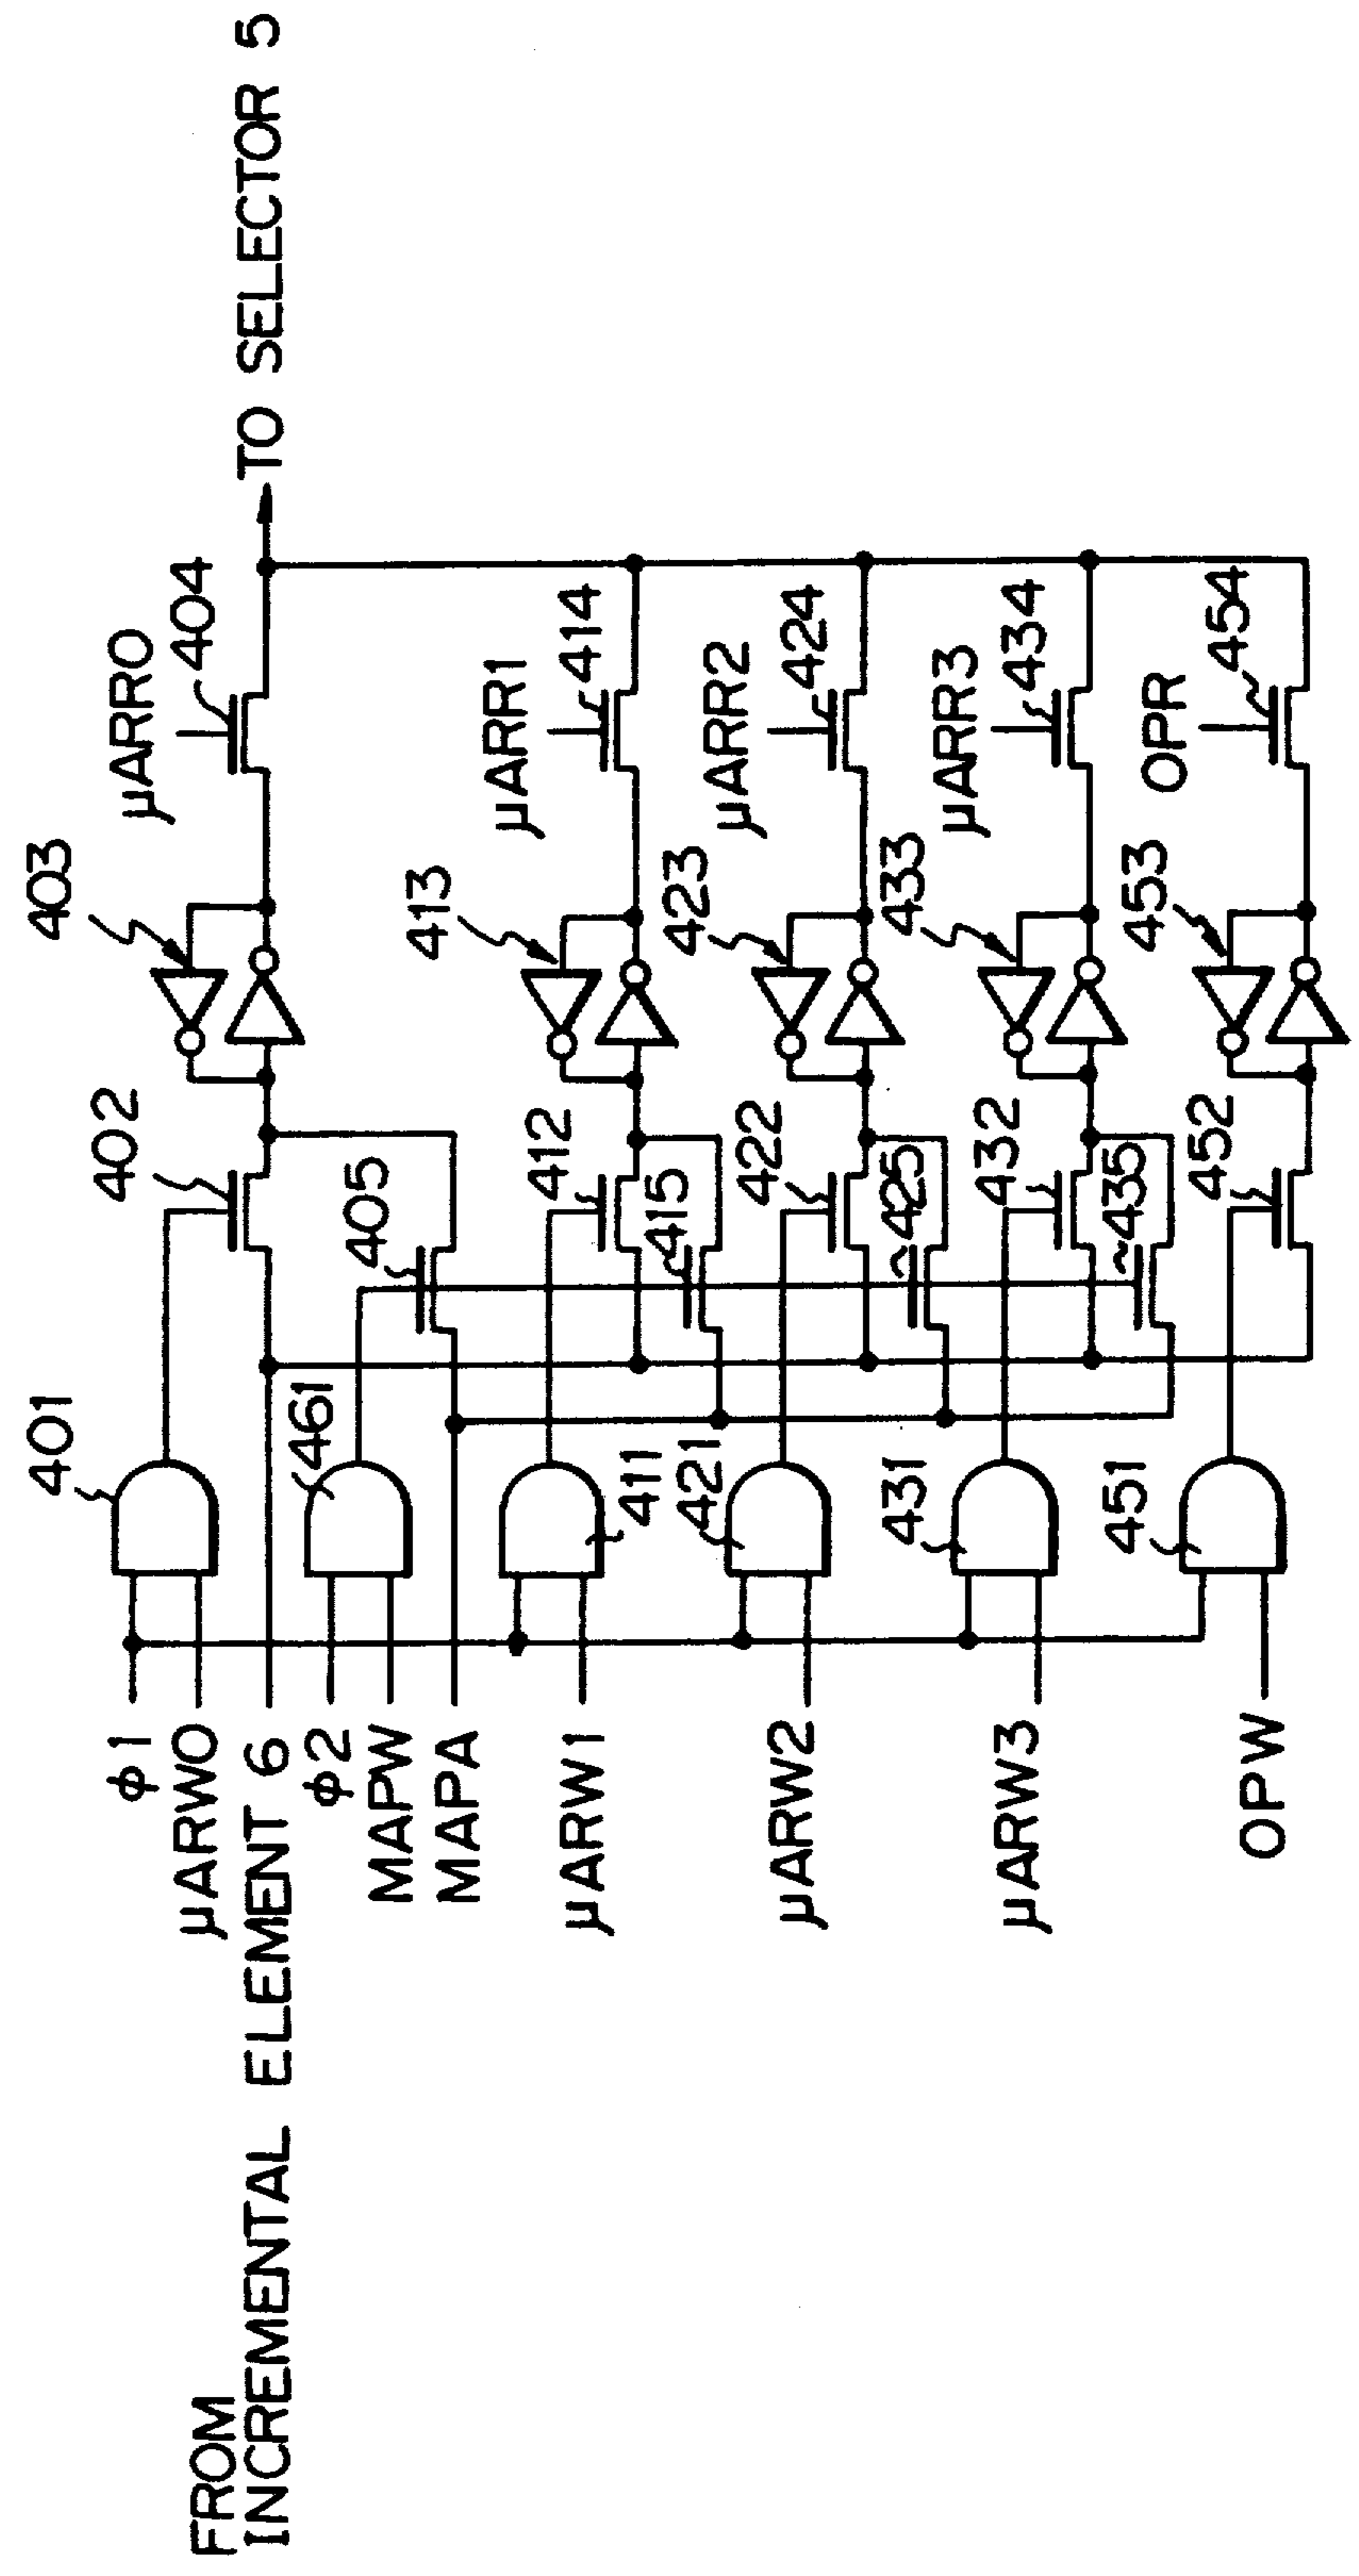 FROM
INCREMENTAL ELEMENT 6
φ1
μARW0
φ2
MAPW
MAPA
μARW1
μARW2
μARW3
OPW
401
461
411
421
431
451
402
405
412
415
422
425
432
435
452
403
413
423
433
453
μARR0
404
μARR1
414
μARR2
424
μARR3
434
OPR
454
TO SELECTOR 5